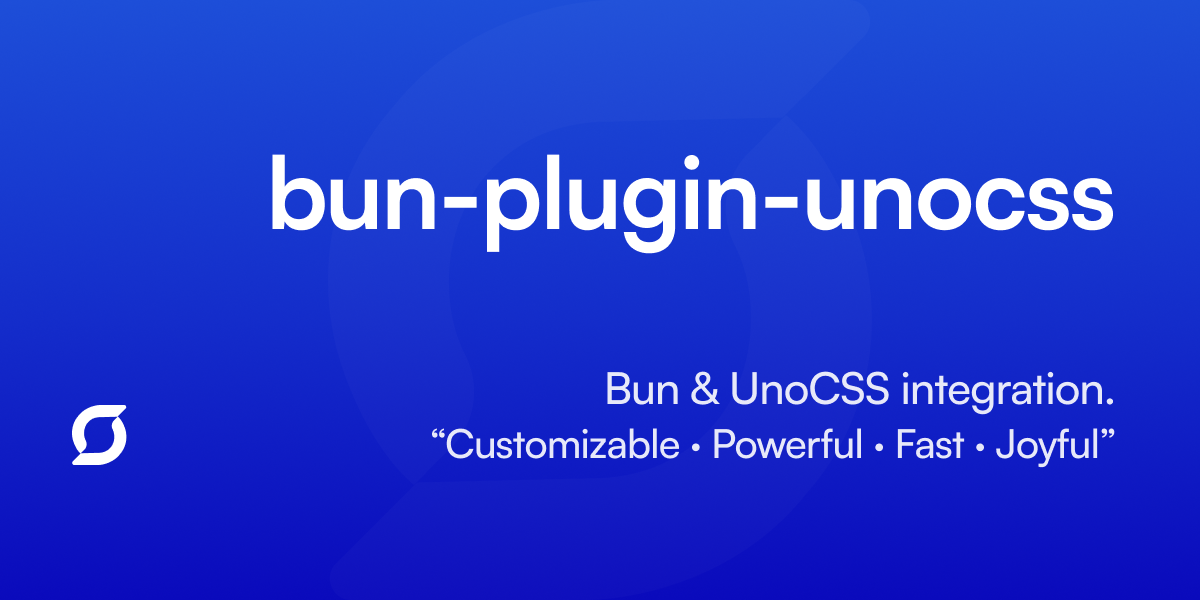 bun-plugin-unocss
Bun & UnoCSS integration.
“Customizable · Powerful · Fast · Joyful”